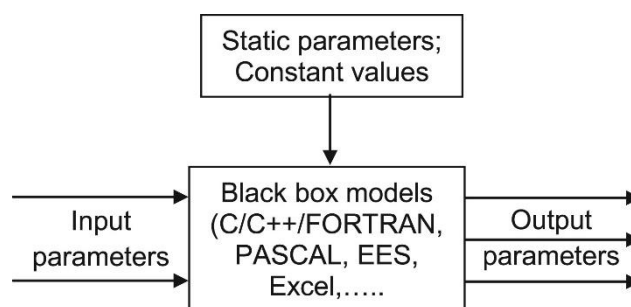 Static parameters;
Constant values
Black box models
(C/C++/FORTRAN,
PASCAL, EES,
Excel,.....
Input
parameters
Output
parameters